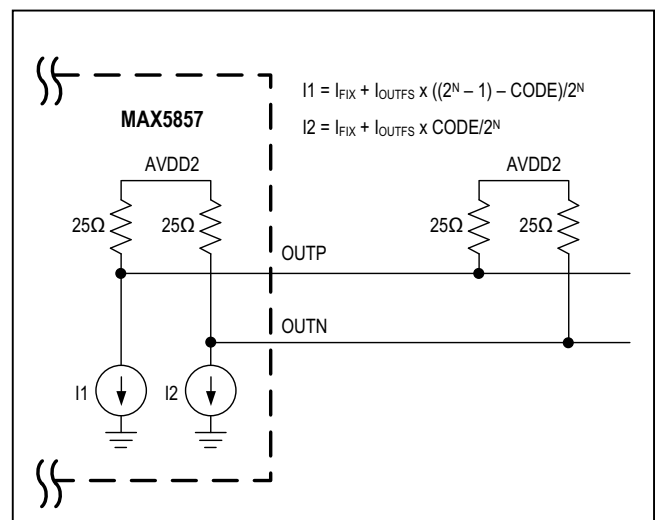 I1 = IFIX + IOUTFS x ((2ᴺ – 1) – CODE)/2ᴺ
MAX5857
I2 = IFIX + IOUTFS x CODE/2ᴺ
AVDD2
AVDD2
25Ω
25Ω
25Ω
25Ω
OUTP
OUTN
I1
I2